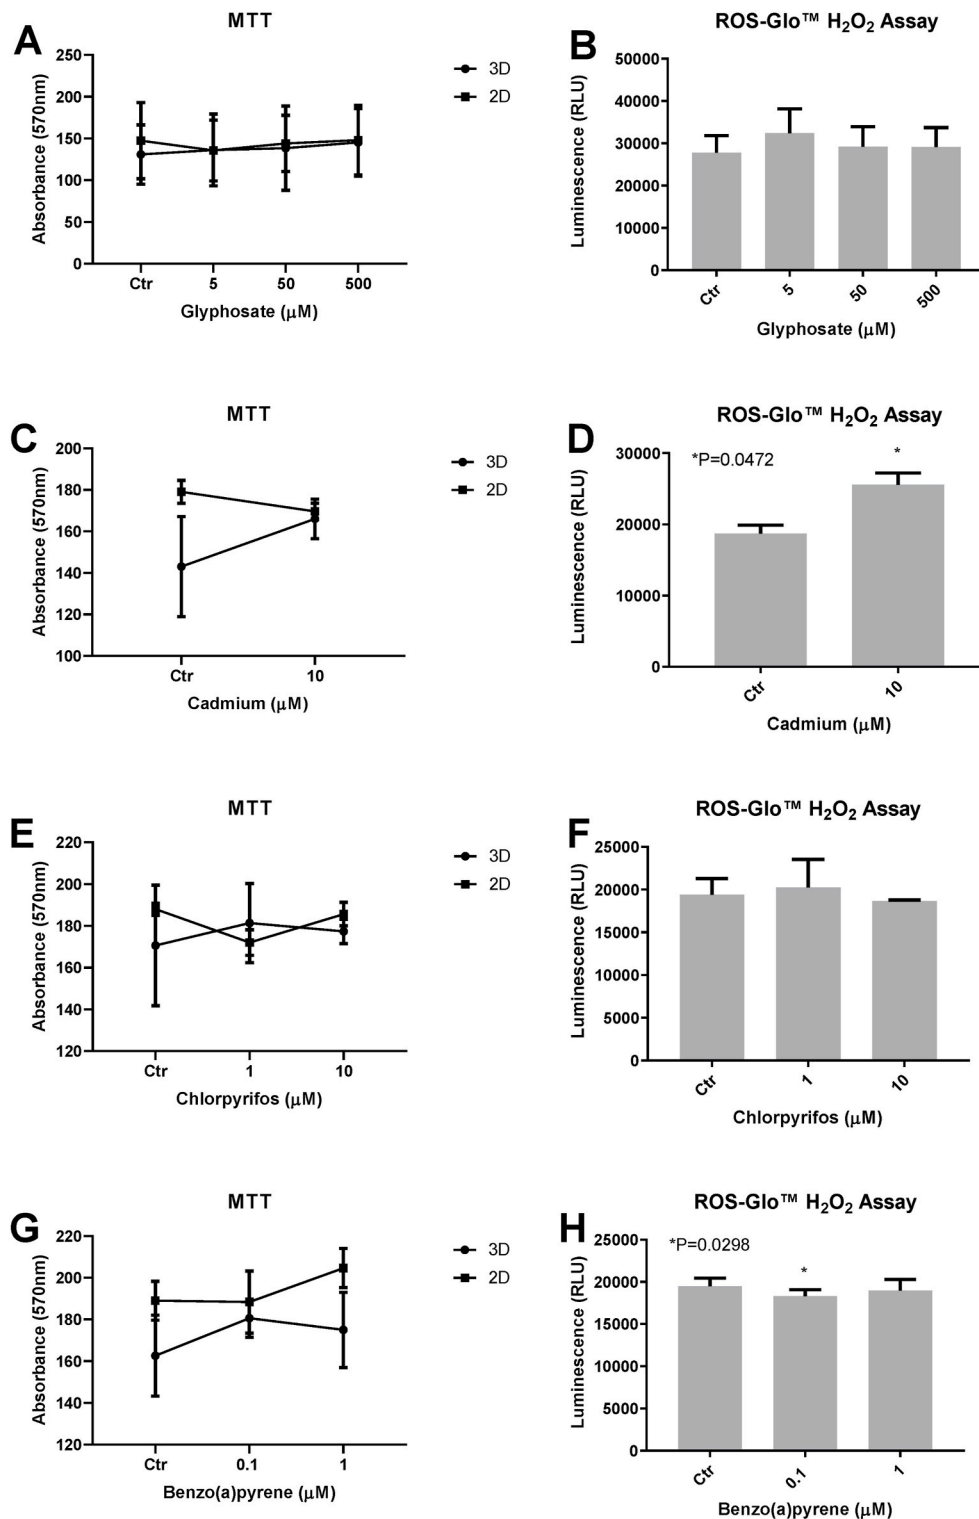 A
MTT
Absorbance (570nm)
250
200
150
100
50
0
Ctr 5 50 500
Glyphosate (μM)
3D
2D
B
ROS-Glo™ H₂O₂ Assay
Luminescence (RLU)
50000
40000
30000
20000
10000
0
Ctr 5 50 500
Glyphosate (μM)
C
MTT
Absorbance (570nm)
200
180
160
140
120
100
Ctr 10
Cadmium (μM)
3D
2D
D
ROS-Glo™ H₂O₂ Assay
*P=0.0472
*
Luminescence (RLU)
30000
20000
10000
0
Ctr 10
Cadmium (μM)
E
MTT
Absorbance (570nm)
220
200
180
160
140
120
Ctr 1 10
Chlorpyrifos (μM)
3D
2D
F
ROS-Glo™ H₂O₂ Assay
Luminescence (RLU)
25000
20000
15000
10000
5000
0
Ctr 1 10
Chlorpyrifos (μM)
G
MTT
Absorbance (570nm)
220
200
180
160
140
120
Ctr 0.1 1
Benzo(a)pyrene (μM)
3D
2D
H
ROS-Glo™ H₂O₂ Assay
*P=0.0298
*
Luminescence (RLU)
25000
20000
15000
10000
5000
0
Ctr 0.1 1
Benzo(a)pyrene (μM)